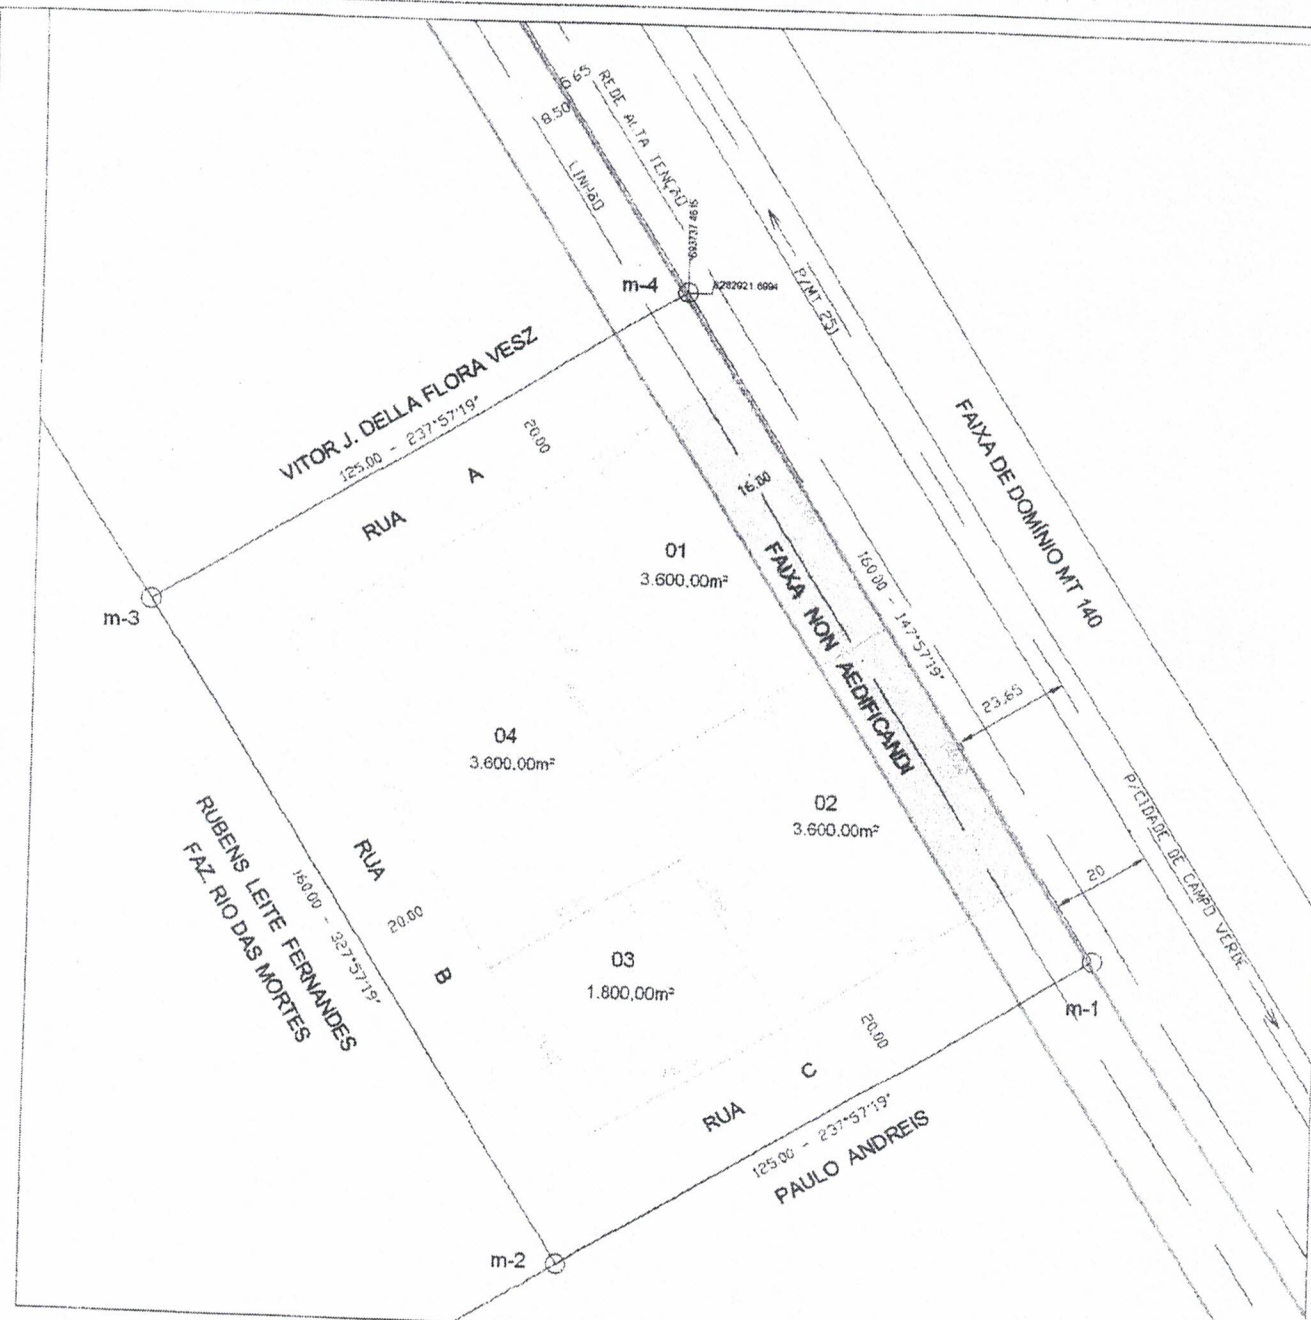 6.65
8.50
REDE ALTA TENÇÃO
LINHÃO
693737.4615
m-4
8282921.6994
P/MT 251
VITOR J. DELLA FLORA VESZ
125.00 - 237°57'19"
20.00
RUA A
FAIXA DE DOMÍNIO MT 140
16.80
01
3.600,00m²
FAIXA NON AEDIFICANDI
160.00 - 147°57'19"
m-3
23,65
04
3.600,00m²
02
3.600,00m²
P/CIDADE DE CAMPO VERDE
20
RUBENS LEITE FERNANDES
FAZ. RIO DAS MORTES
160.00 - 327°57'19"
RUA B
20.00
03
1.800,00m²
m-1
20.00
RUA C
125.00 - 237°57'19"
PAULO ANDREIS
m-2